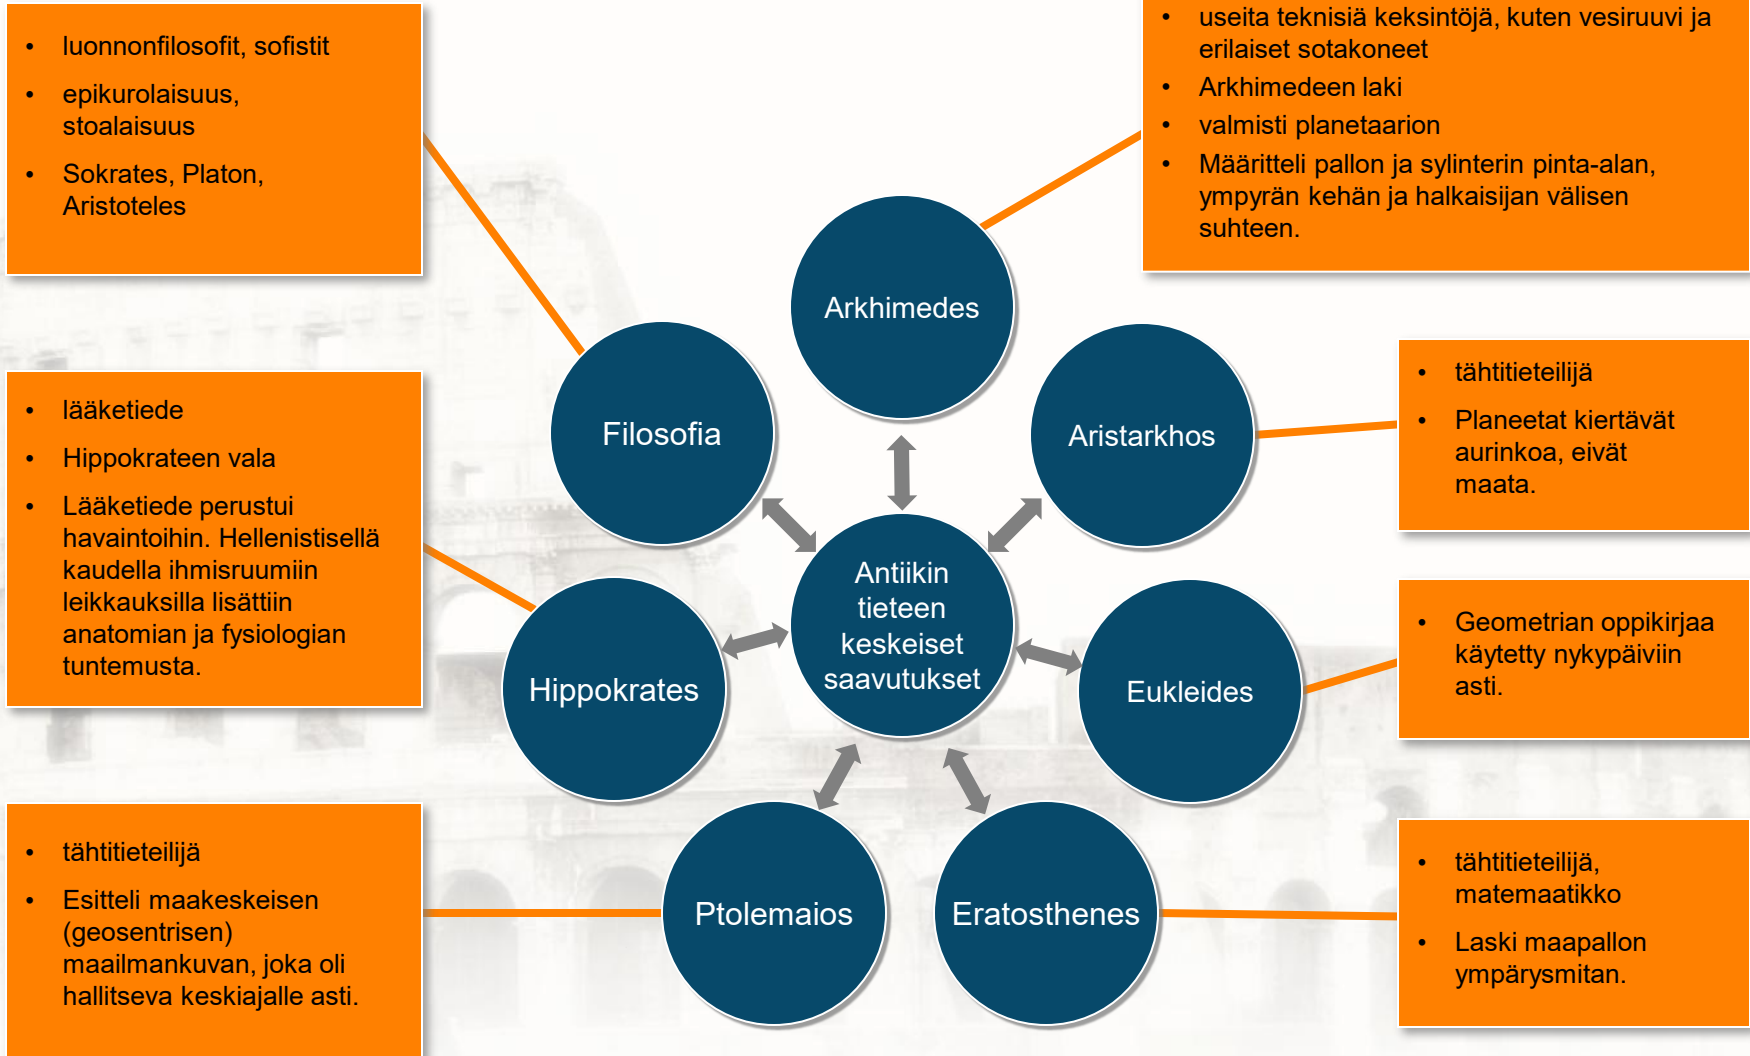 • luonnonfilosofit, sofistit
• epikurolaisuus,
stoalaisuus
• Sokrates, Platon,
Aristoteles
• useita teknisiä keksintöjä, kuten vesiruuvi ja
erilaiset sotakoneet
• Arkhimedeen laki
• valmisti planetaarion
• Määritteli pallon ja sylinterin pinta-alan,
ympyrän kehän ja halkaisijan välisen
suhteen.
Arkhimedes
Filosofia
Aristarkhos
• tähtitieteilijä
• Planeetat kiertävät
aurinkoa, eivät
maata.
• lääketiede
• Hippokrateen vala
• Lääketiede perustui
havaintoihin. Hellenistisellä
kaudella ihmisruumiin
leikkauksilla lisättiin
anatomian ja fysiologian
tuntemusta.
Antiikin
tieteen
keskeiset
saavutukset
Hippokrates
Eukleides
• Geometrian oppikirjaa
käytetty nykypäiviin
asti.
• tähtitieteilijä
• Esitteli maakeskeisen
(geosentrisen)
maailmankuvan, joka oli
hallitseva keskiajalle asti.
Ptolemaios
Eratosthenes
• tähtitieteilijä,
matemaatikko
• Laski maapallon
ympärysmitan.